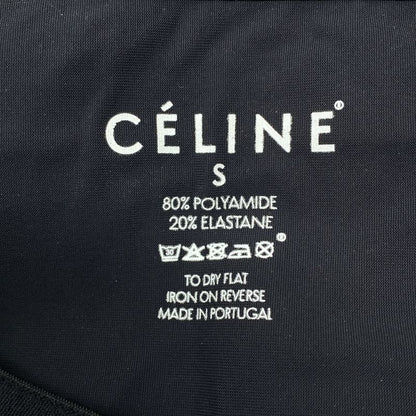 CÉLINE
S
80% POLYAMIDE
20% ELASTANE
TO DRY FLAT
IRON ON REVERSE
MADE IN PORTUGAL